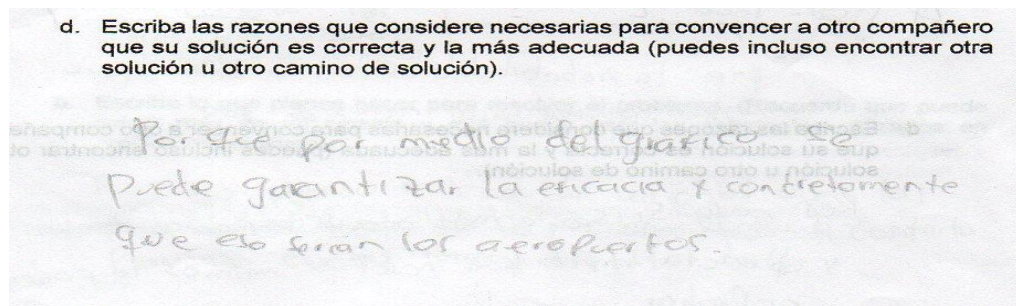 d. Escriba las razones que considere necesarias para convencer a otro compañero
que su solución es correcta y la más adecuada (puedes incluso encontrar otra
solución u otro camino de solución).
Por que por medio del grafico se
Puede garantizar la eficacia y concretamente
que eso serían los aeropuertos.